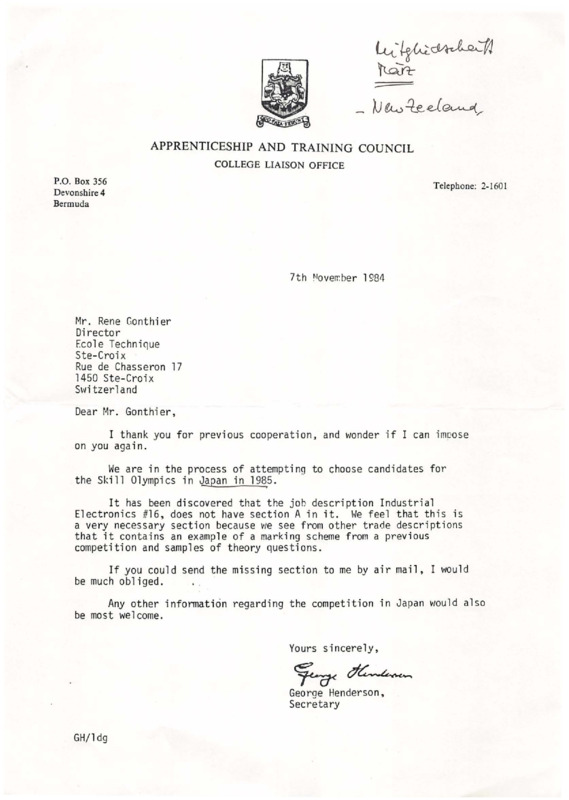 Mitgliedschaft
März
- NewZeeland,
APPRENTICESHIP AND TRAINING COUNCIL
COLLEGE LIAISON OFFICE
P.O. Box 356
Devonshire 4
Bermuda
Telephone: 2-1601
7th November 1984
Mr. Rene Gonthier
Director
Ecole Technique
Ste-Croix
Rue de Chasseron 17
1450 Ste-Croix
Switzerland
Dear Mr. Gonthier,
I thank you for previous cooperation, and wonder if I can impose
on you again.
We are in the process of attempting to choose candidates for
the Skill Olympics in Japan in 1985.
It has been discovered that the job description Industrial
Electronics #16, does not have section A in it. We feel that this is
a very necessary section because we see from other trade descriptions
that it contains an example of a marking scheme from a previous
competition and samples of theory questions.
If you could send the missing section to me by air mail, I would
be much obliged.
Any other information regarding the competition in Japan would also
be most welcome.
Yours sincerely,
George Henderson
George Henderson,
Secretary
GH/ldg